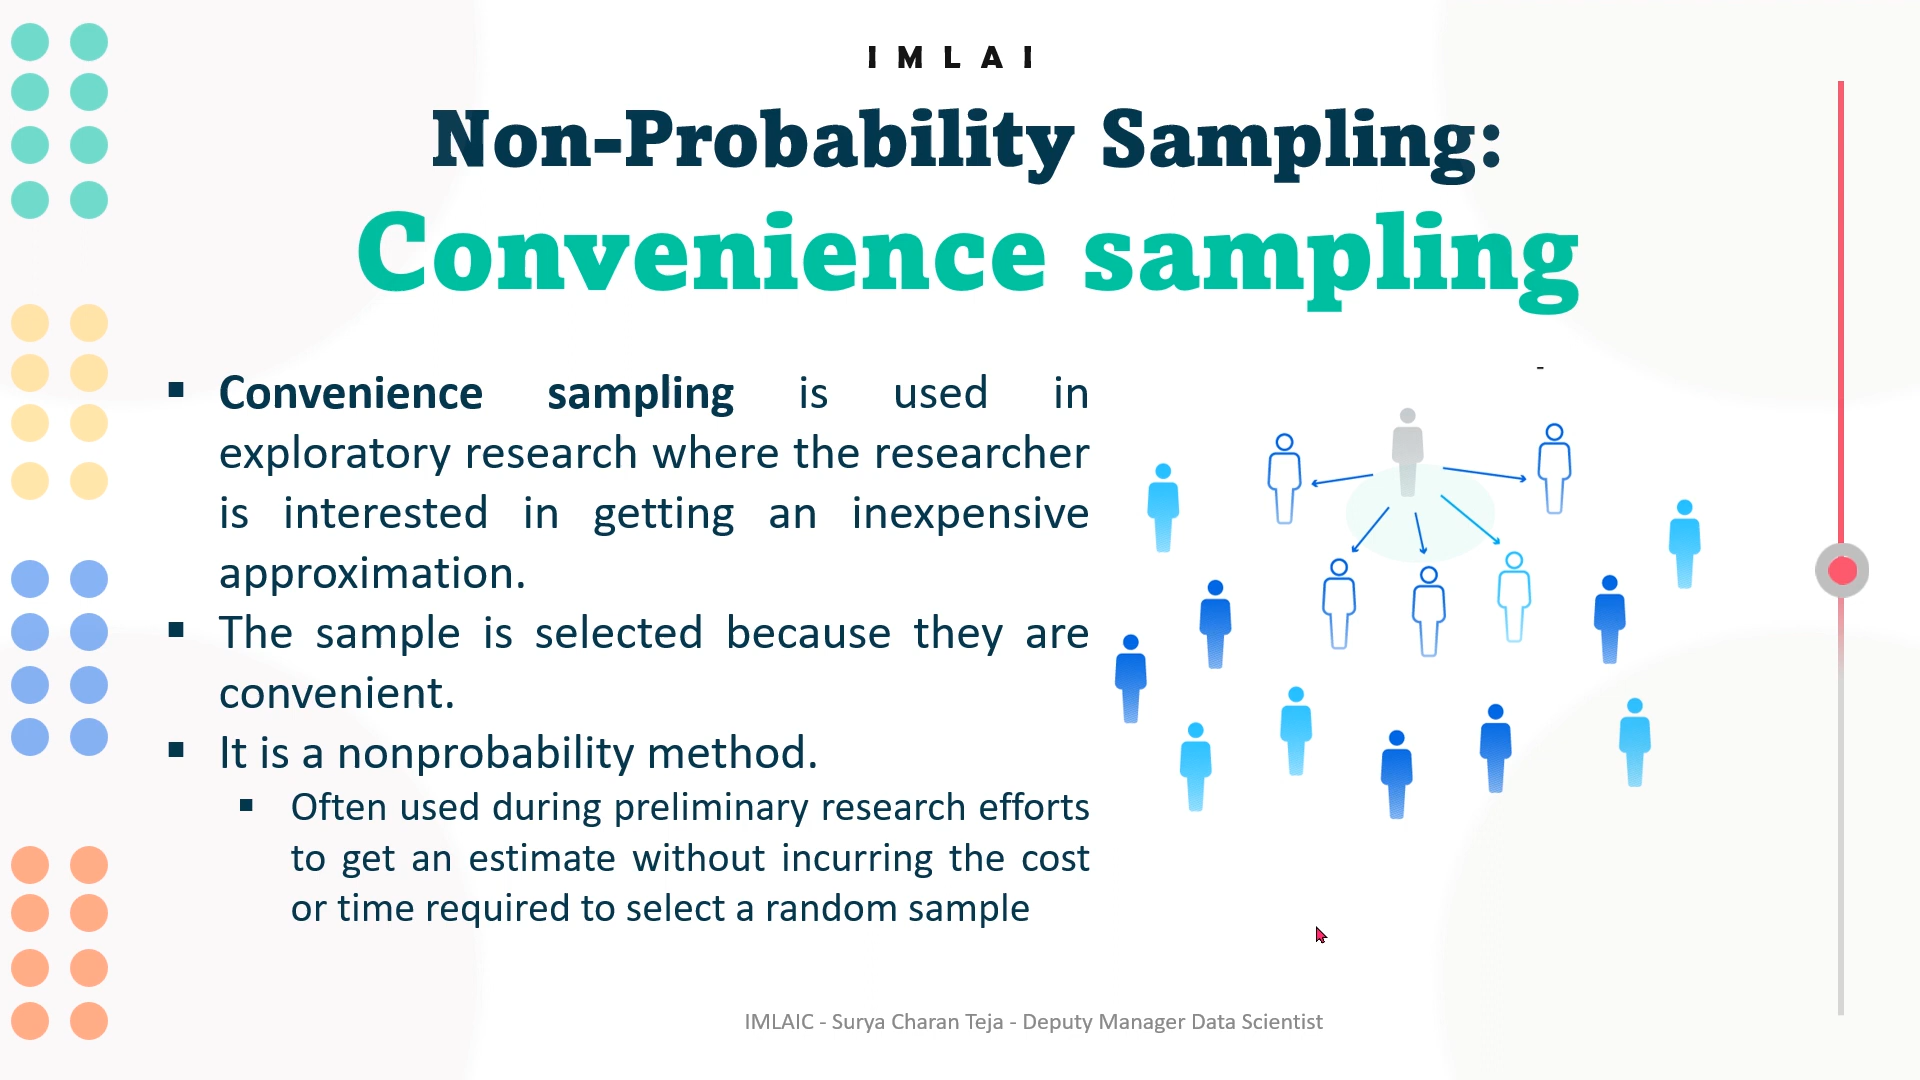 IMLAI
Non-Probability Sampling:
Convenience sampling
▪ Convenience sampling is used in
exploratory research where the researcher
is interested in getting an inexpensive
approximation.
▪ The sample is selected because they are
convenient.
▪ It is a nonprobability method.
▪ Often used during preliminary research efforts
to get an estimate without incurring the cost
or time required to select a random sample
-
IMLAIC - Surya Charan Teja - Deputy Manager Data Scientist